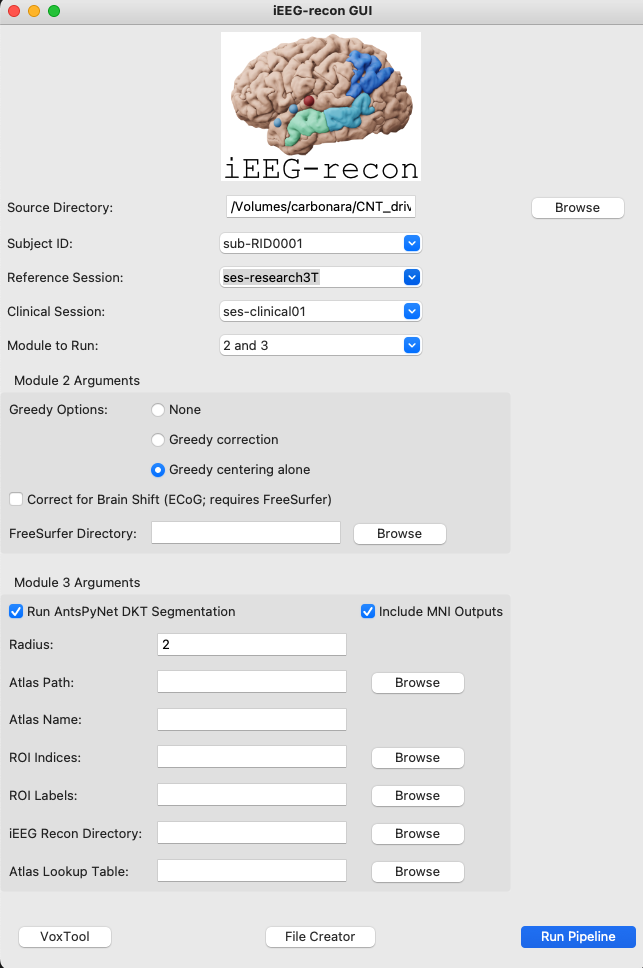 iEEG-recon GUI
iEEG-recon
Source Directory: /Volumes/carbonara/CNT_driv Browse
Subject ID: sub-RID0001
Reference Session: ses-research3T
Clinical Session: ses-clinical01
Module to Run: 2 and 3
Module 2 Arguments
Greedy Options: None
Greedy correction
Greedy centering alone
Correct for Brain Shift (ECoG; requires FreeSurfer)
FreeSurfer Directory: Browse
Module 3 Arguments
Run AntsPyNet DKT Segmentation Include MNI Outputs
Radius: 2
Atlas Path: Browse
Atlas Name:
ROI Indices: Browse
ROI Labels: Browse
iEEG Recon Directory: Browse
Atlas Lookup Table: Browse
VoxTool File Creator Run Pipeline